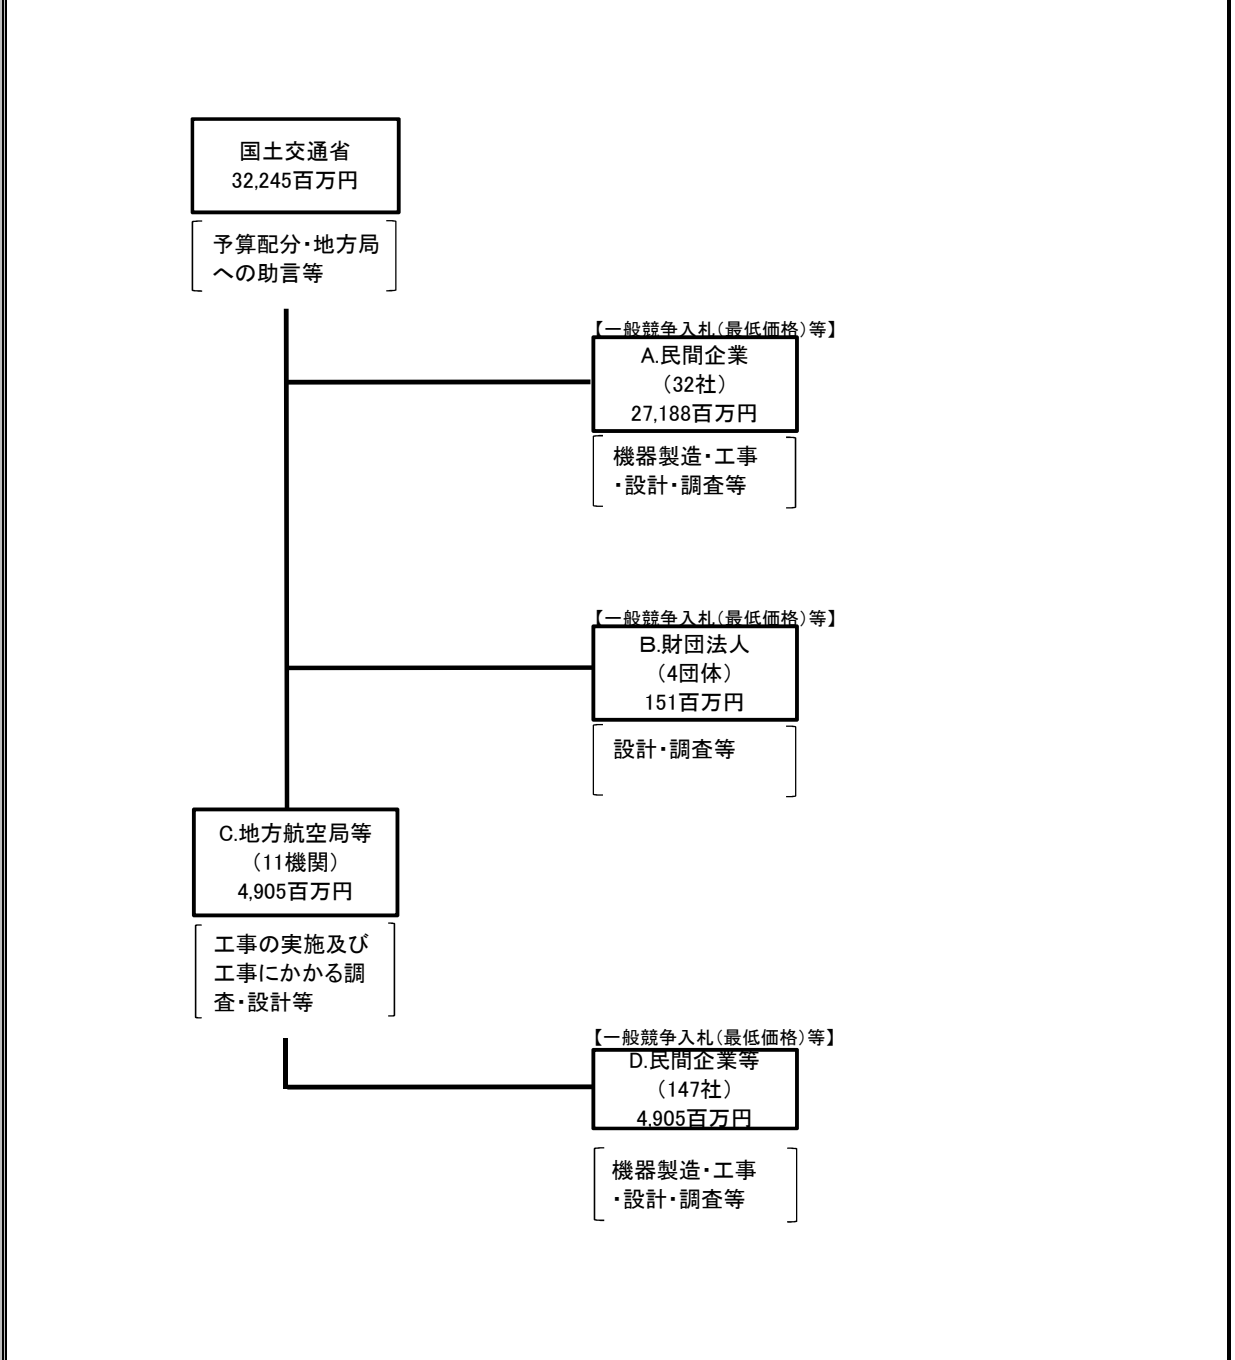 国土交通省
32,245百万円
予算配分・地方局
への助言等
【一般競争入札(最低価格)等】
A.民間企業
（32社）
27,188百万円
機器製造・工事
・設計・調査等
【一般競争入札(最低価格)等】
B.財団法人
（4団体）
151百万円
設計・調査等
C.地方航空局等
（11機関）
4,905百万円
工事の実施及び
工事にかかる調
査・設計等
【一般競争入札(最低価格)等】
D.民間企業等
（147社）
4,905百万円
機器製造・工事
・設計・調査等